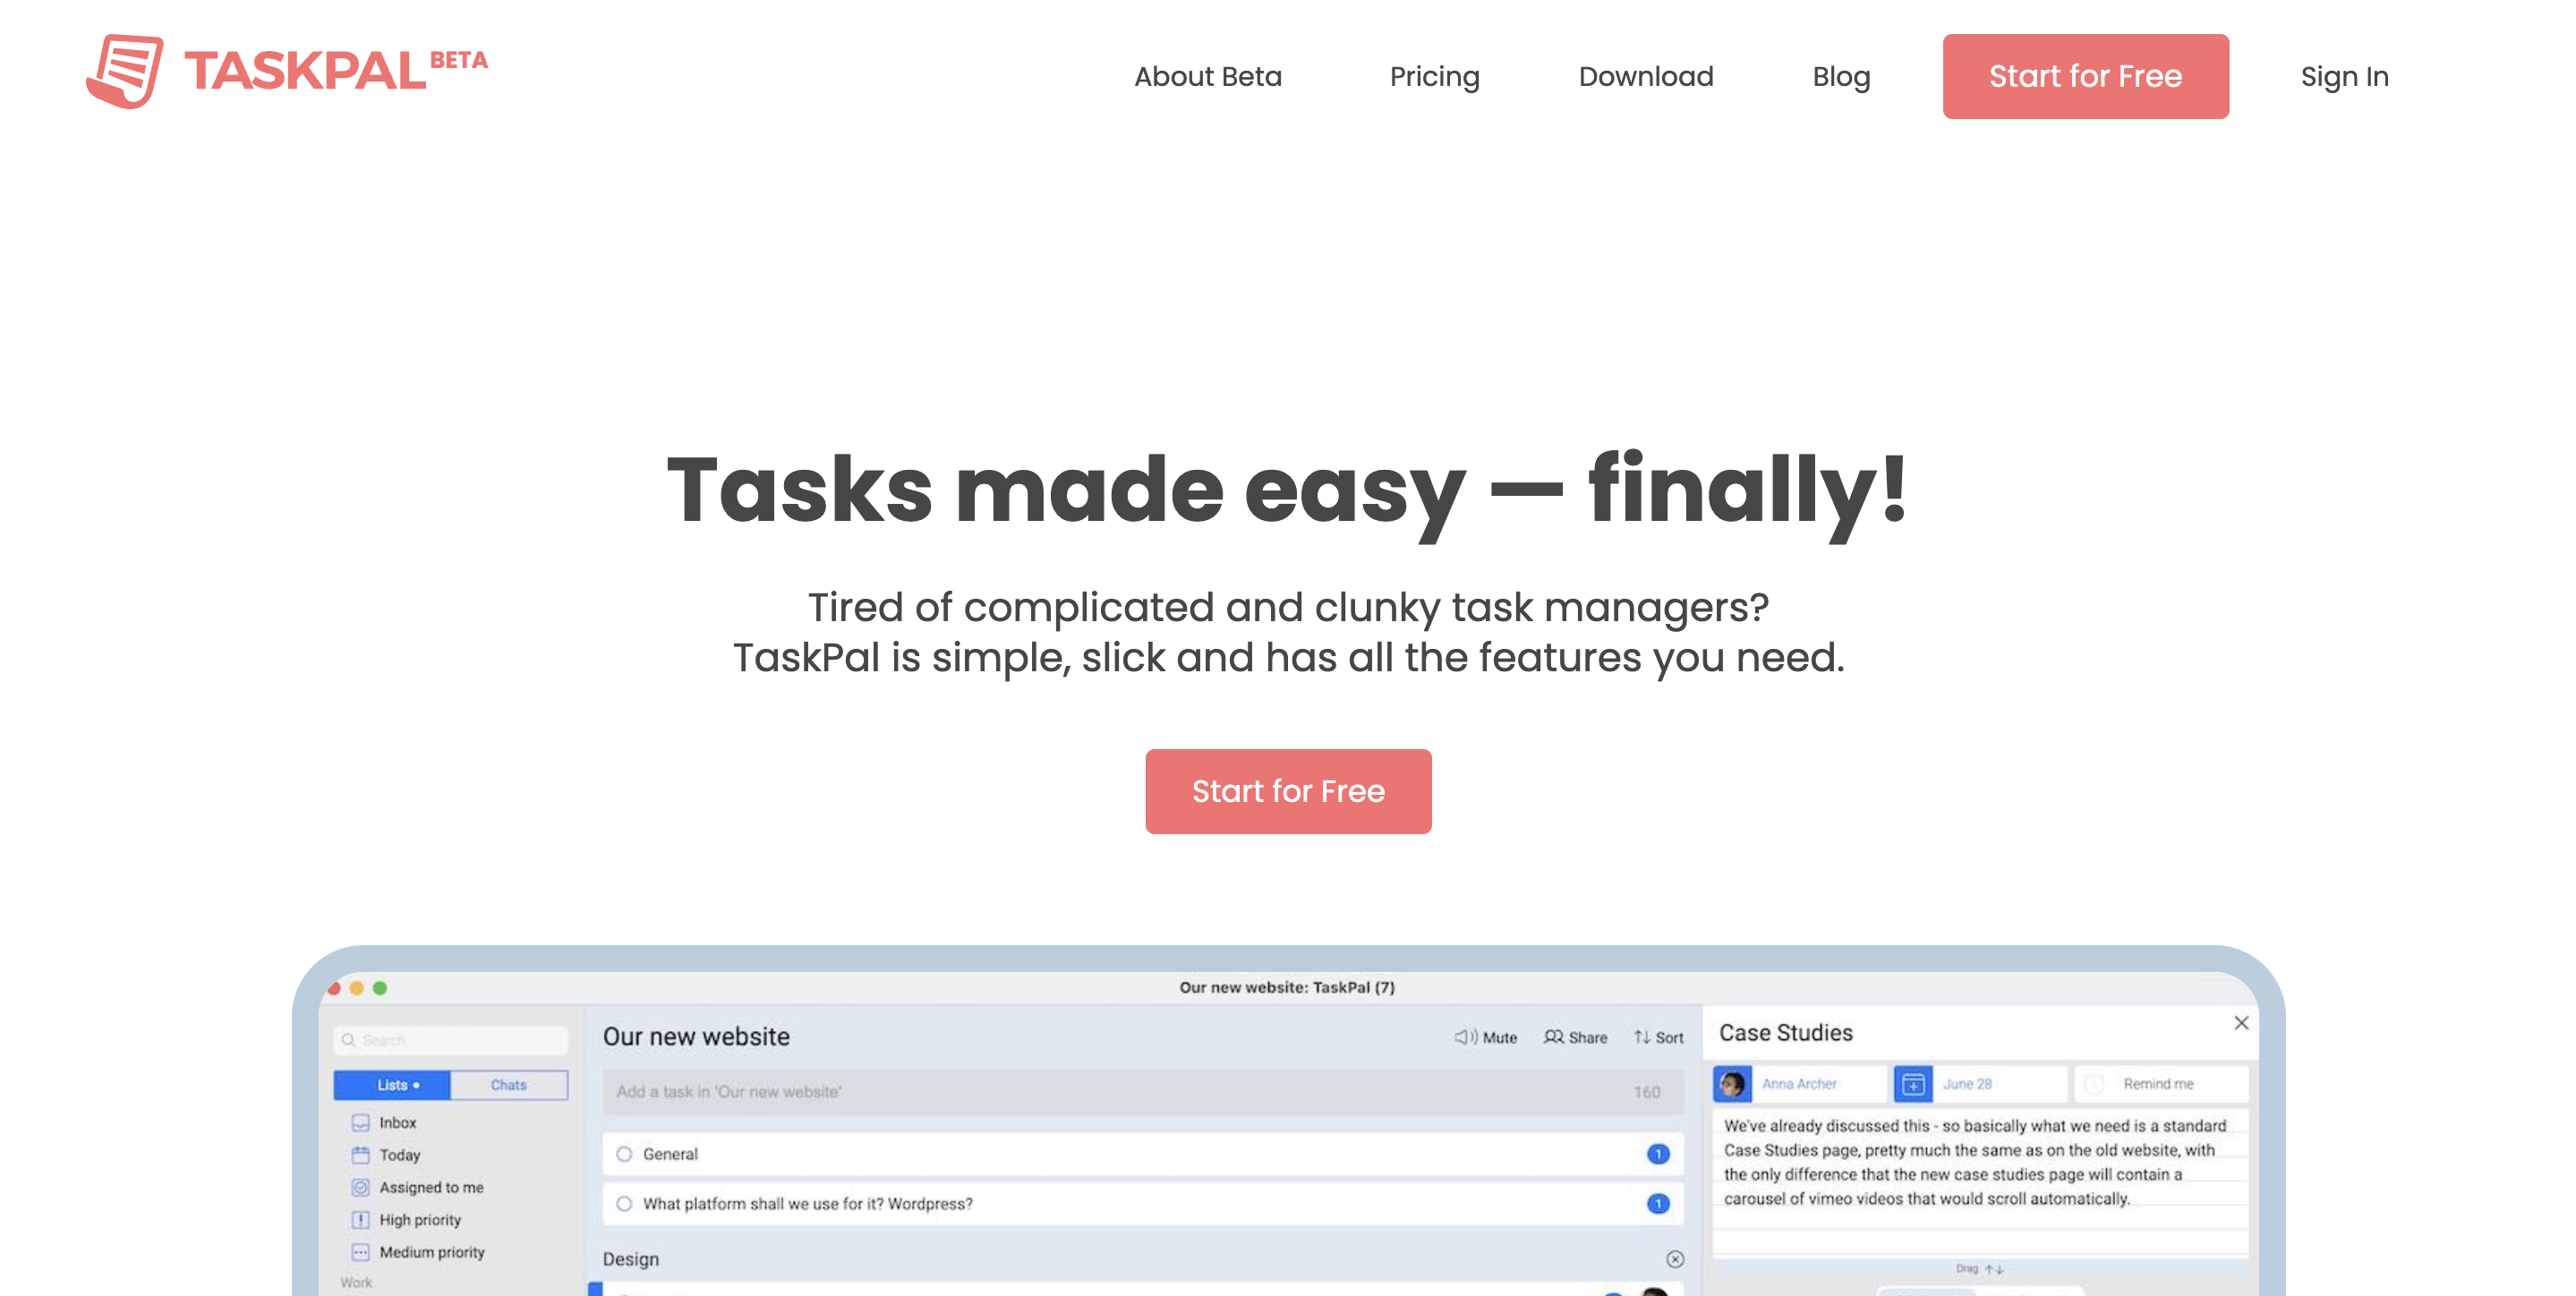 TASKPAL BETA
About Beta
Pricing
Download
Blog
Start for Free
Sign In
Tasks made easy — finally!
Tired of complicated and clunky task managers?
TaskPal is simple, slick and has all the features you need.
Start for Free
Our new website: TaskPal (7)
Search
Lists •
Chats
Inbox
Today
Assigned to me
High priority
Medium priority
Work
Our new website
Mute
Share
Sort
Add a task in 'Our new website'
160
General
1
What platform shall we use for it? Wordpress?
1
Design
Case Studies
Anna Archer
June 28
Remind me
We've already discussed this - so basically what we need is a standard
Case Studies page, pretty much the same as on the old website, with
the only difference that the new case studies page will contain a
carousel of vimeo videos that would scroll automatically.
Drag